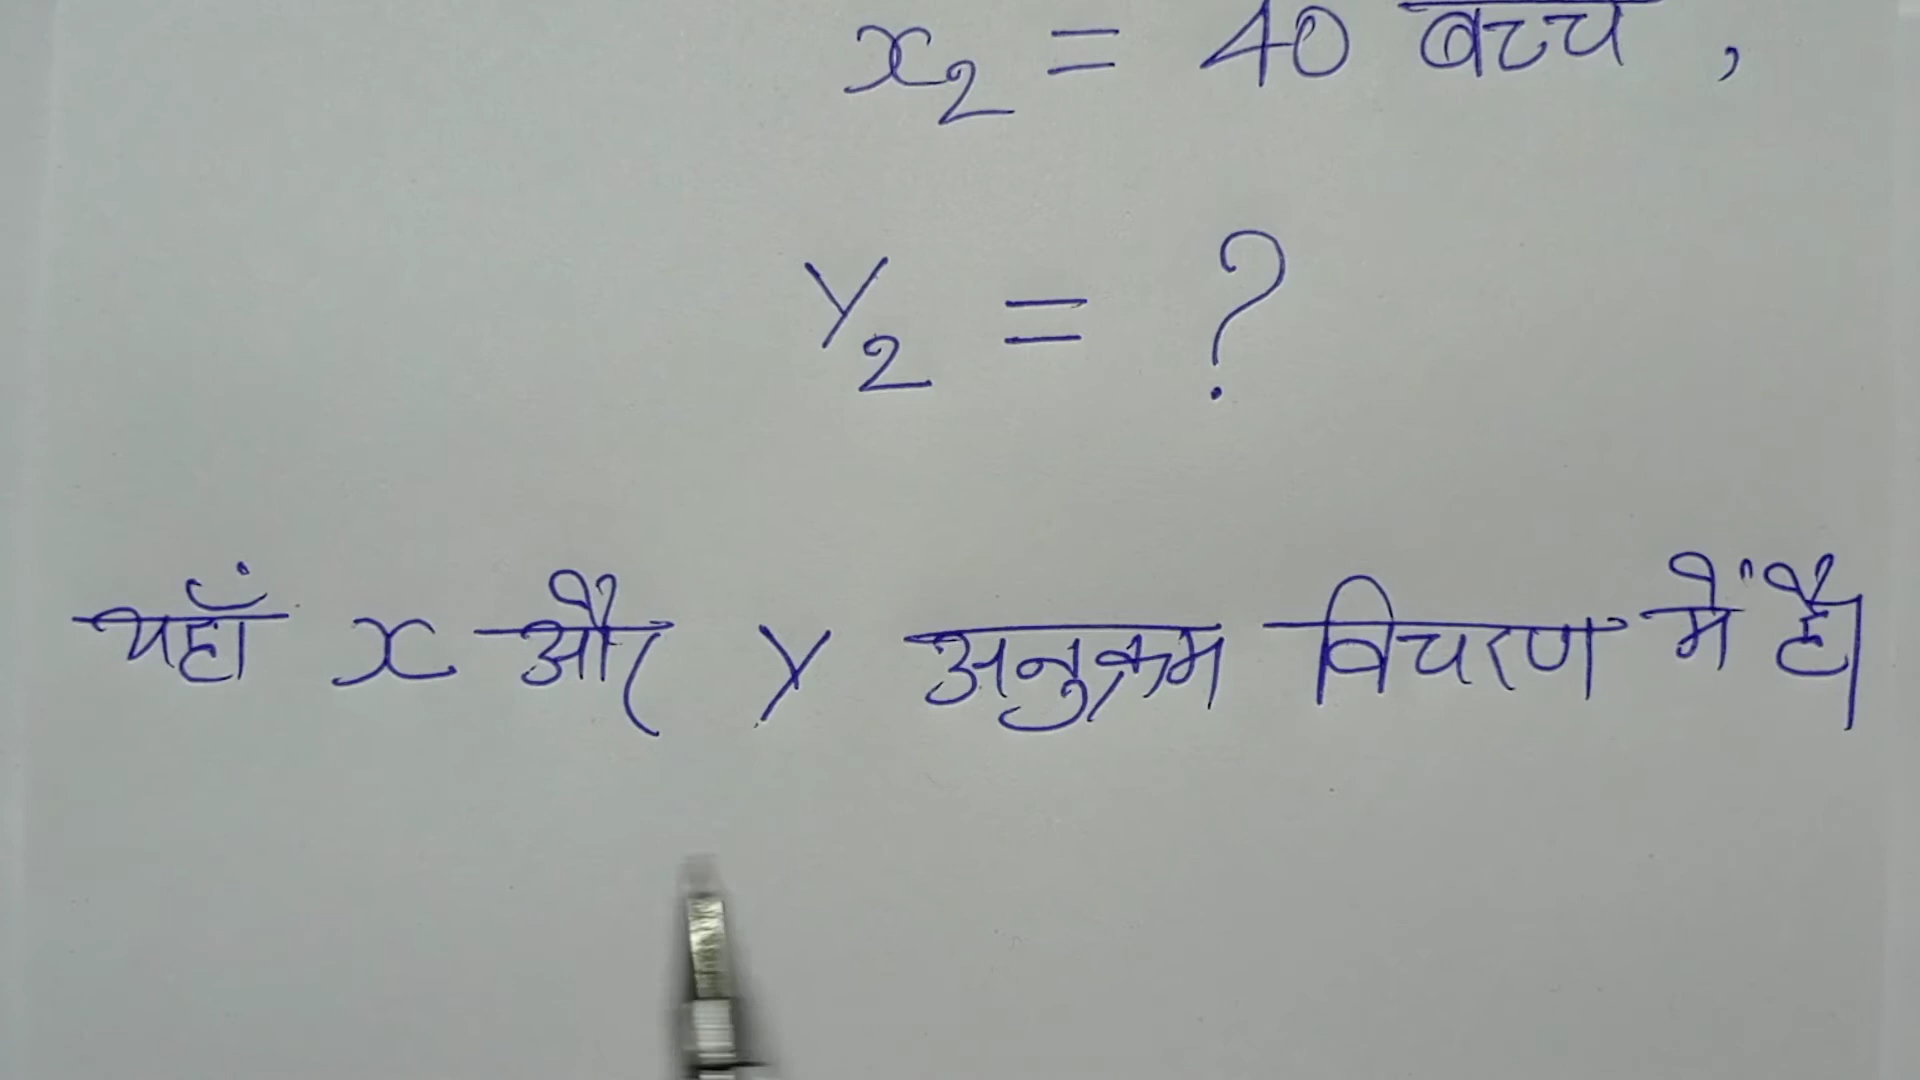 x₂ = 40 बच्चे ,
Y₂ = ?
यहाँ x और y अनुक्रम विचरण में है।